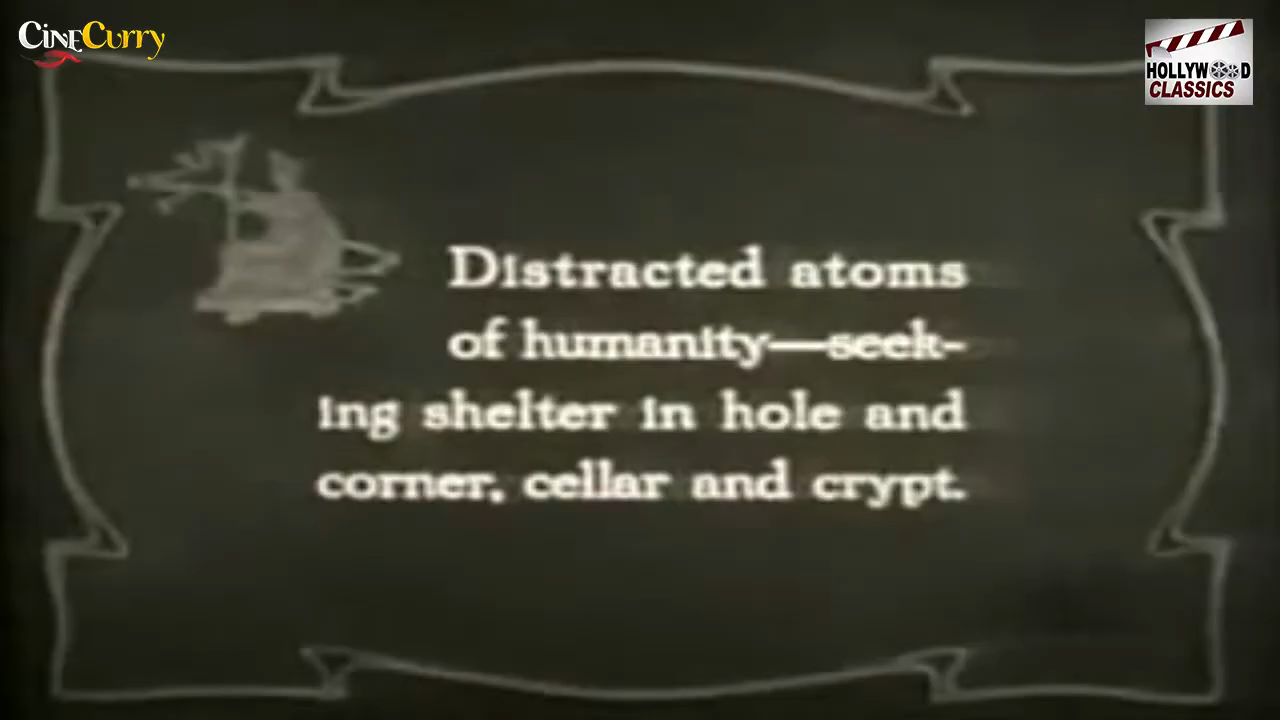 CineCurry
HOLLYWOOD
CLASSICS
Distracted atoms
of humanity—seek-
ing shelter in hole and
corner, cellar and crypt.